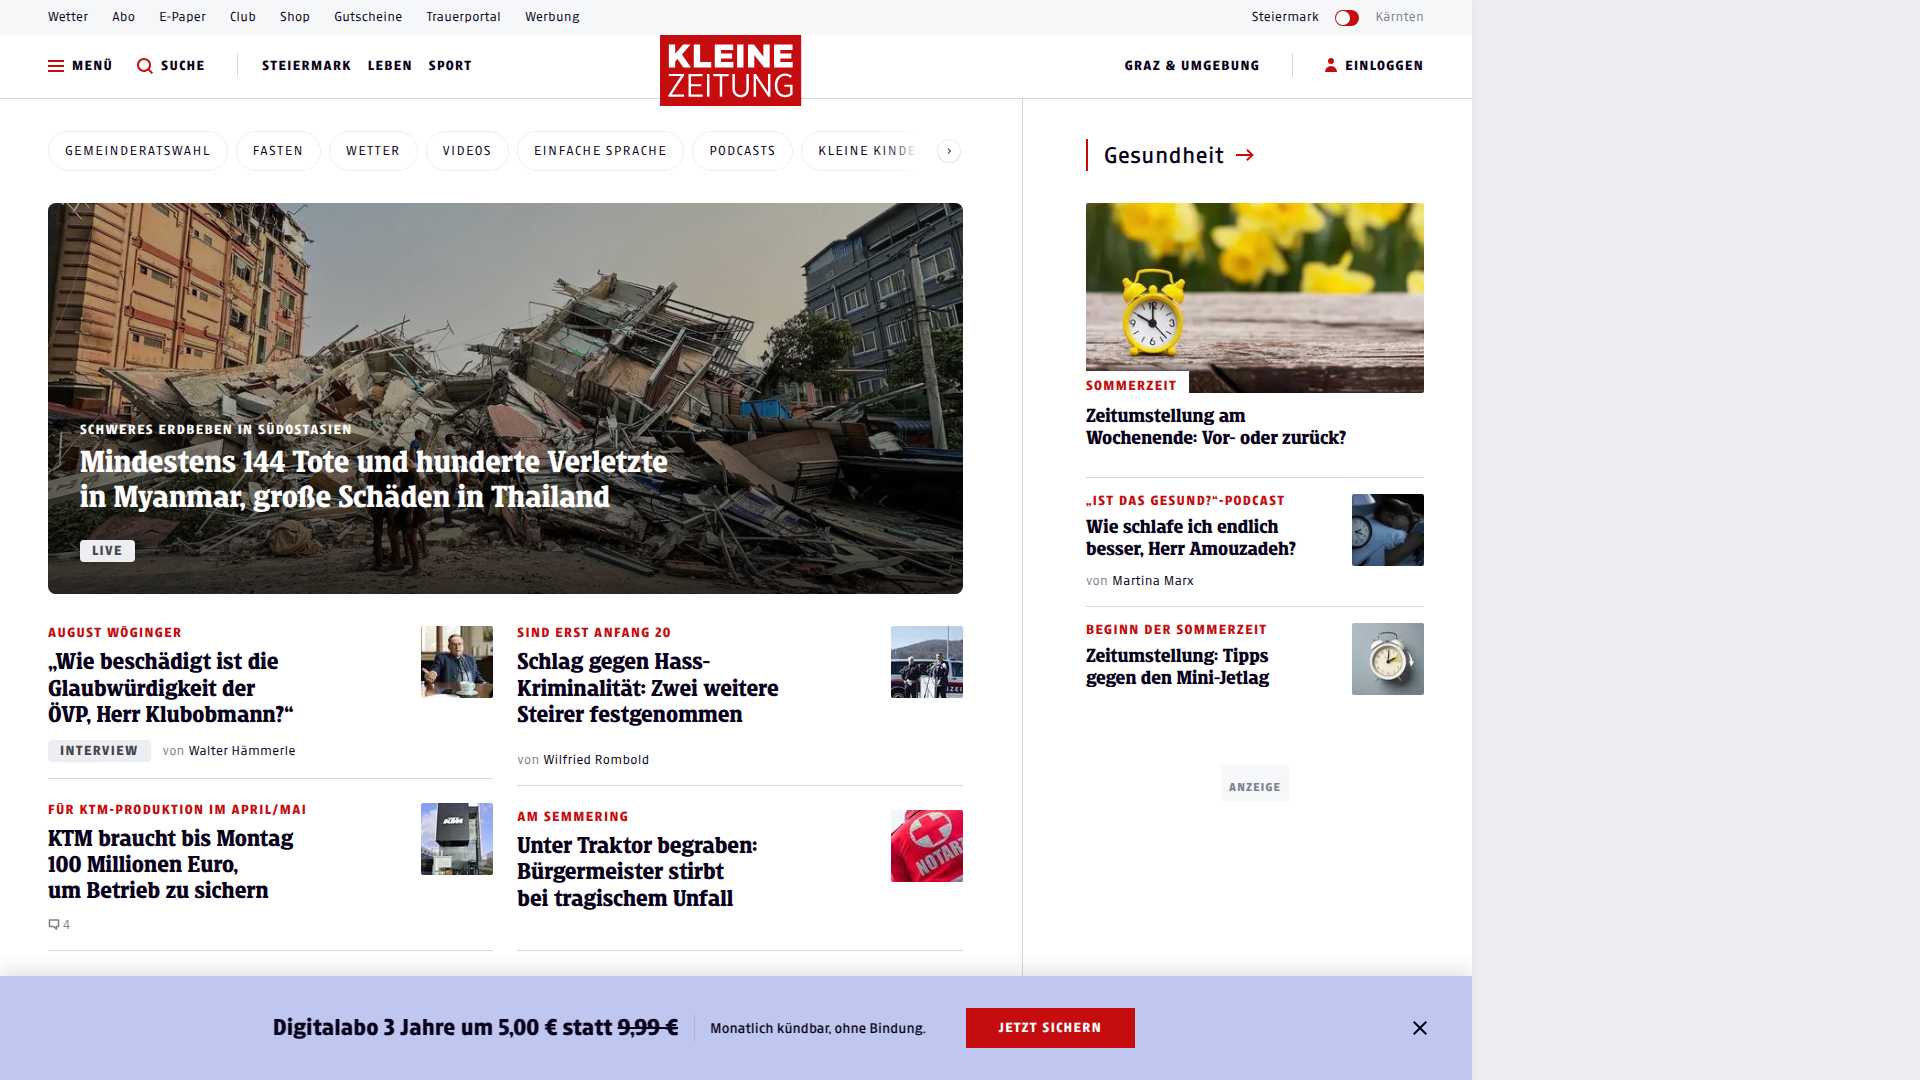 Wetter Abo E-Paper Club Shop Gutscheine Trauerportal Werbung Steiermark Kärnten
MENÜ SUCHE STEIERMARK LEBEN SPORT KLEINE ZEITUNG GRAZ & UMGEBUNG EINLOGGEN
GEMEINDERATSWAHL FASTEN WETTER VIDEOS EINFACHE SPRACHE PODCASTS KLEINE KINDE
SCHWERES ERDBEBEN IN SÜDOSTASIEN
Mindestens 144 Tote und hunderte Verletzte
in Myanmar, große Schäden in Thailand
LIVE
AUGUST WÖGINGER
„Wie beschädigt ist die
Glaubwürdigkeit der
ÖVP, Herr Klubobmann?“
INTERVIEW von Walter Hämmerle
FÜR KTM-PRODUKTION IM APRIL/MAI
KTM braucht bis Montag
100 Millionen Euro,
um Betrieb zu sichern
4
SIND ERST ANFANG 20
Schlag gegen Hass-
Kriminalität: Zwei weitere
Steirer festgenommen
von Wilfried Rombold
AM SEMMERING
Unter Traktor begraben:
Bürgermeister stirbt
bei tragischem Unfall
NOTAR
Gesundheit
SOMMERZEIT
Zeitumstellung am
Wochenende: Vor- oder zurück?
„IST DAS GESUND?“-PODCAST
Wie schlafe ich endlich
besser, Herr Amouzadeh?
von Martina Marx
BEGINN DER SOMMERZEIT
Zeitumstellung: Tipps
gegen den Mini-Jetlag
ANZEIGE
Digitalabo 3 Jahre um 5,00 € statt 9,99 € Monatlich kündbar, ohne Bindung. JETZT SICHERN